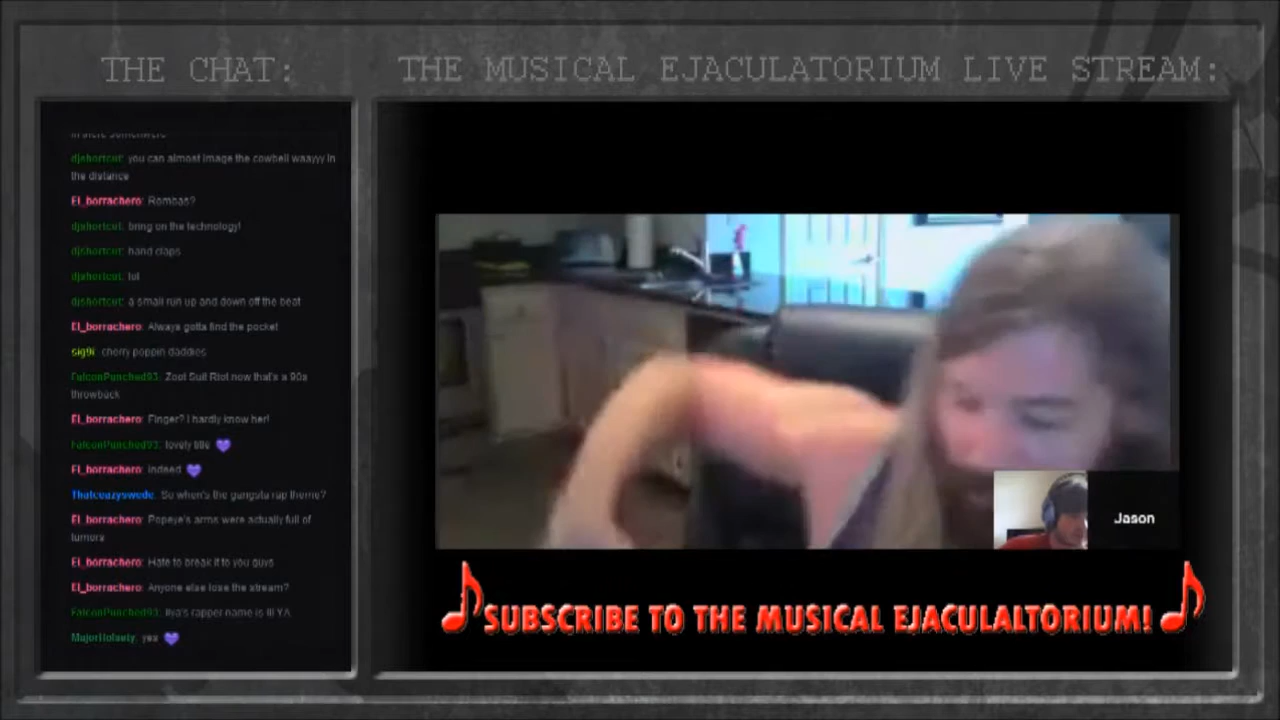 THE CHAT:
THE MUSICAL EJACULATORIUM LIVE STREAM:
djshortcut: you can almost image the cowbell waayyy in
the distance
El_borrachero: Rombas?
djshortcut: bring on the technology!
djshortcut: hand claps
djshortcut: lol
djshortcut: a small run up and down off the beat
El_borrachero: Always gotta find the pocket
sig9i: cherry poppin daddies
FalconPunched93: Zoot Suit Riot now that's a 90s
throwback
El_borrachero: Finger? I hardly know her!
FalconPunched93: lovely title 💜
El_borrachero: indeed 💜
Thatcrazyswede: So when's the gangsta rap theme?
El_borrachero: Popeye's arms were actually full of
tumors
El_borrachero: Hate to break it to you guys
El_borrachero: Anyone else lose the stream?
FalconPunched93: Ilya's rapper name is Ill YA
yes 💜
Jason
SUBSCRIBE TO THE MUSICAL EJACULALTORIUM!